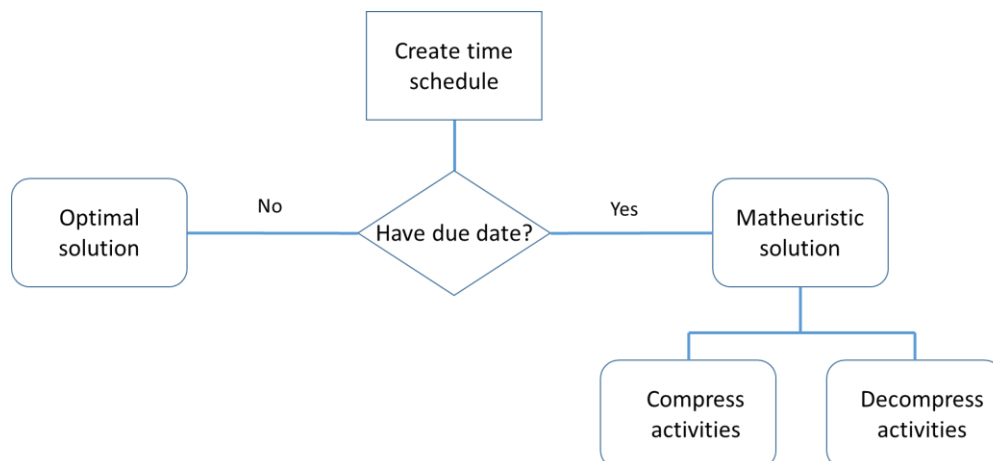 Create time
schedule
Optimal
solution
No
Have due date?
Yes
Matheuristic
solution
Compress
activities
Decompress
activities